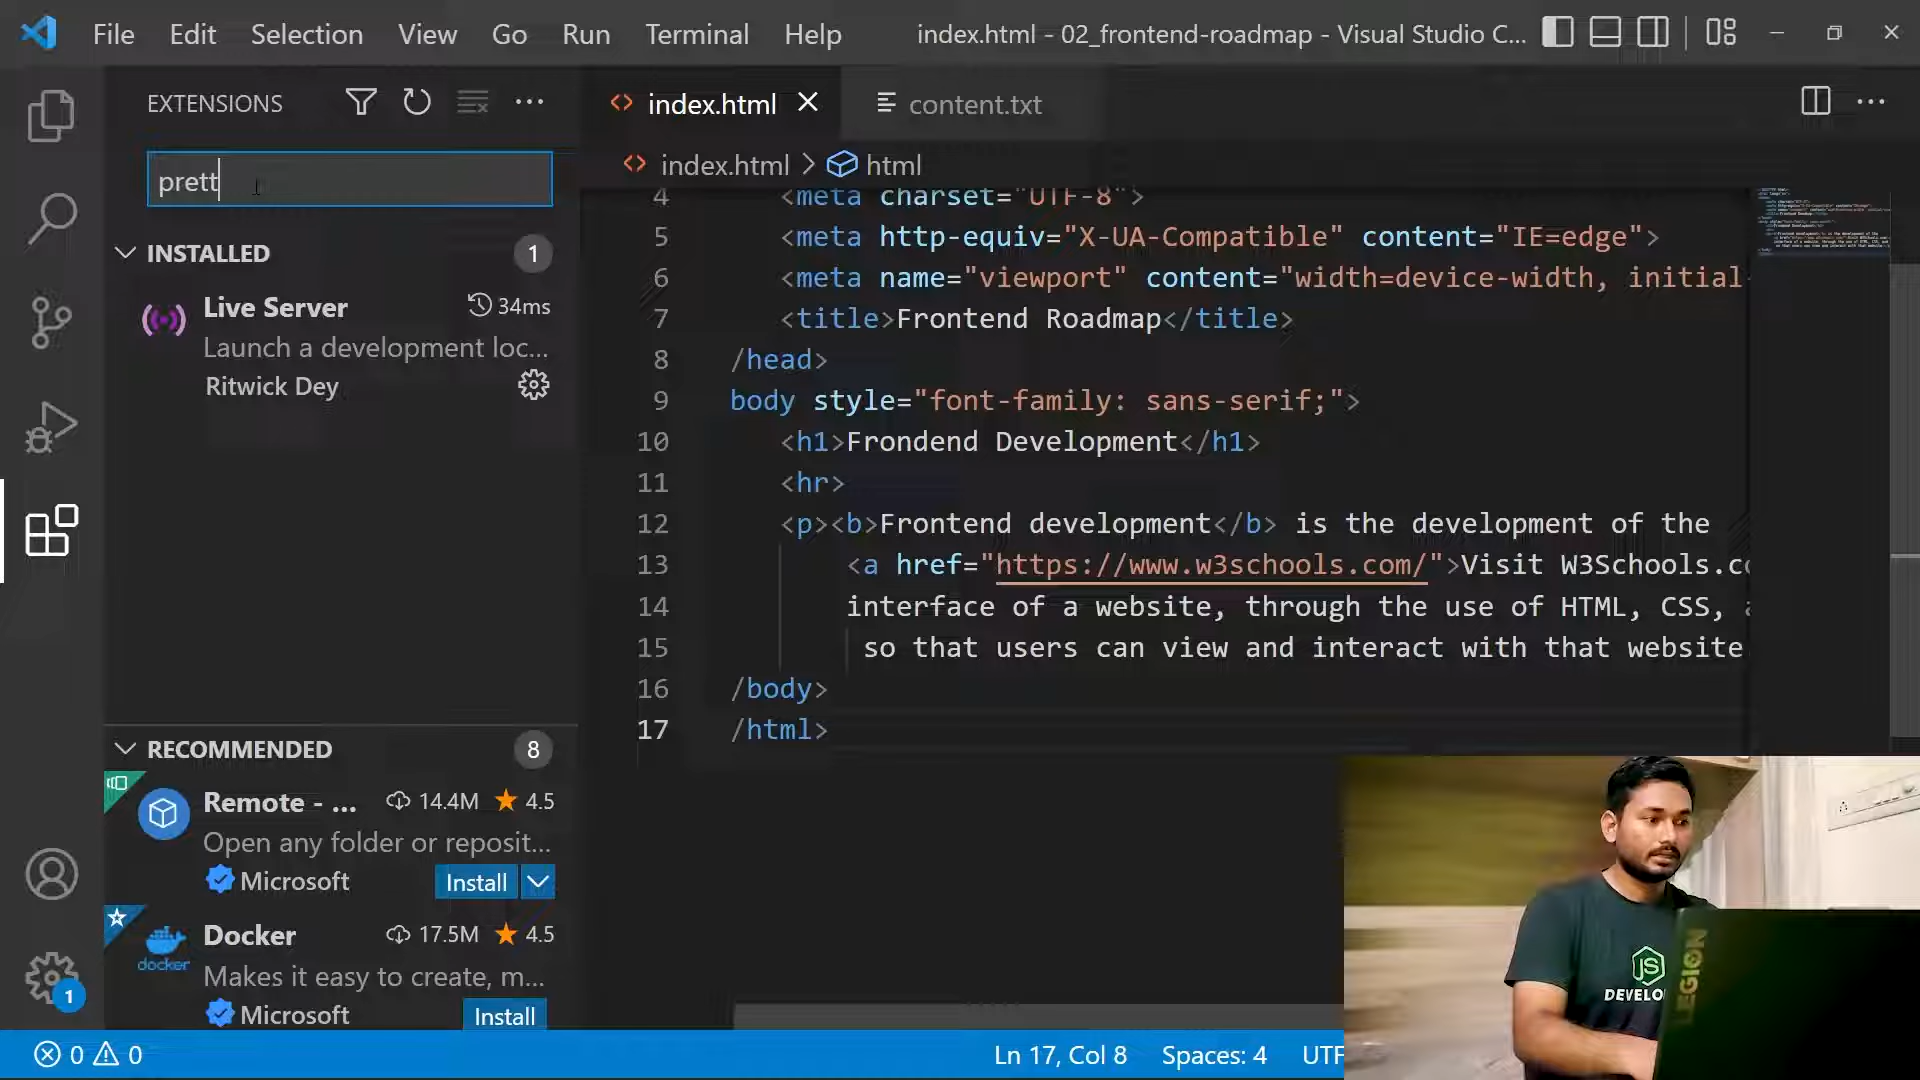 File Edit Selection View Go Run Terminal Help index.html - 02_frontend-roadmap - Visual Studio C...
EXTENSIONS
prett
INSTALLED 1
Live Server 34ms
Launch a development loc...
Ritwick Dey
RECOMMENDED 8
Remote - ... 14.4M 4.5
Open any folder or reposit...
Microsoft Install
Docker 17.5M 4.5
docker
Makes it easy to create, m...
Microsoft Install
1
index.html content.txt
index.html > html
4 <meta charset="UTF-8">
5 <meta http-equiv="X-UA-Compatible" content="IE=edge">
6 <meta name="viewport" content="width=device-width, initial-
7 <title>Frontend Roadmap</title>
8 /head>
9 body style="font-family: sans-serif;">
10 <h1>Frondend Development</h1>
11 <hr>
12 <p><b>Frontend development</b> is the development of the
13 <a href="https://www.w3schools.com/">Visit W3Schools.co
14 interface of a website, through the use of HTML, CSS,
15 so that users can view and interact with that website
16 /body>
17 /html>
JS
DEVELO
LEGION
0 0 Ln 17, Col 8 Spaces: 4 UTF